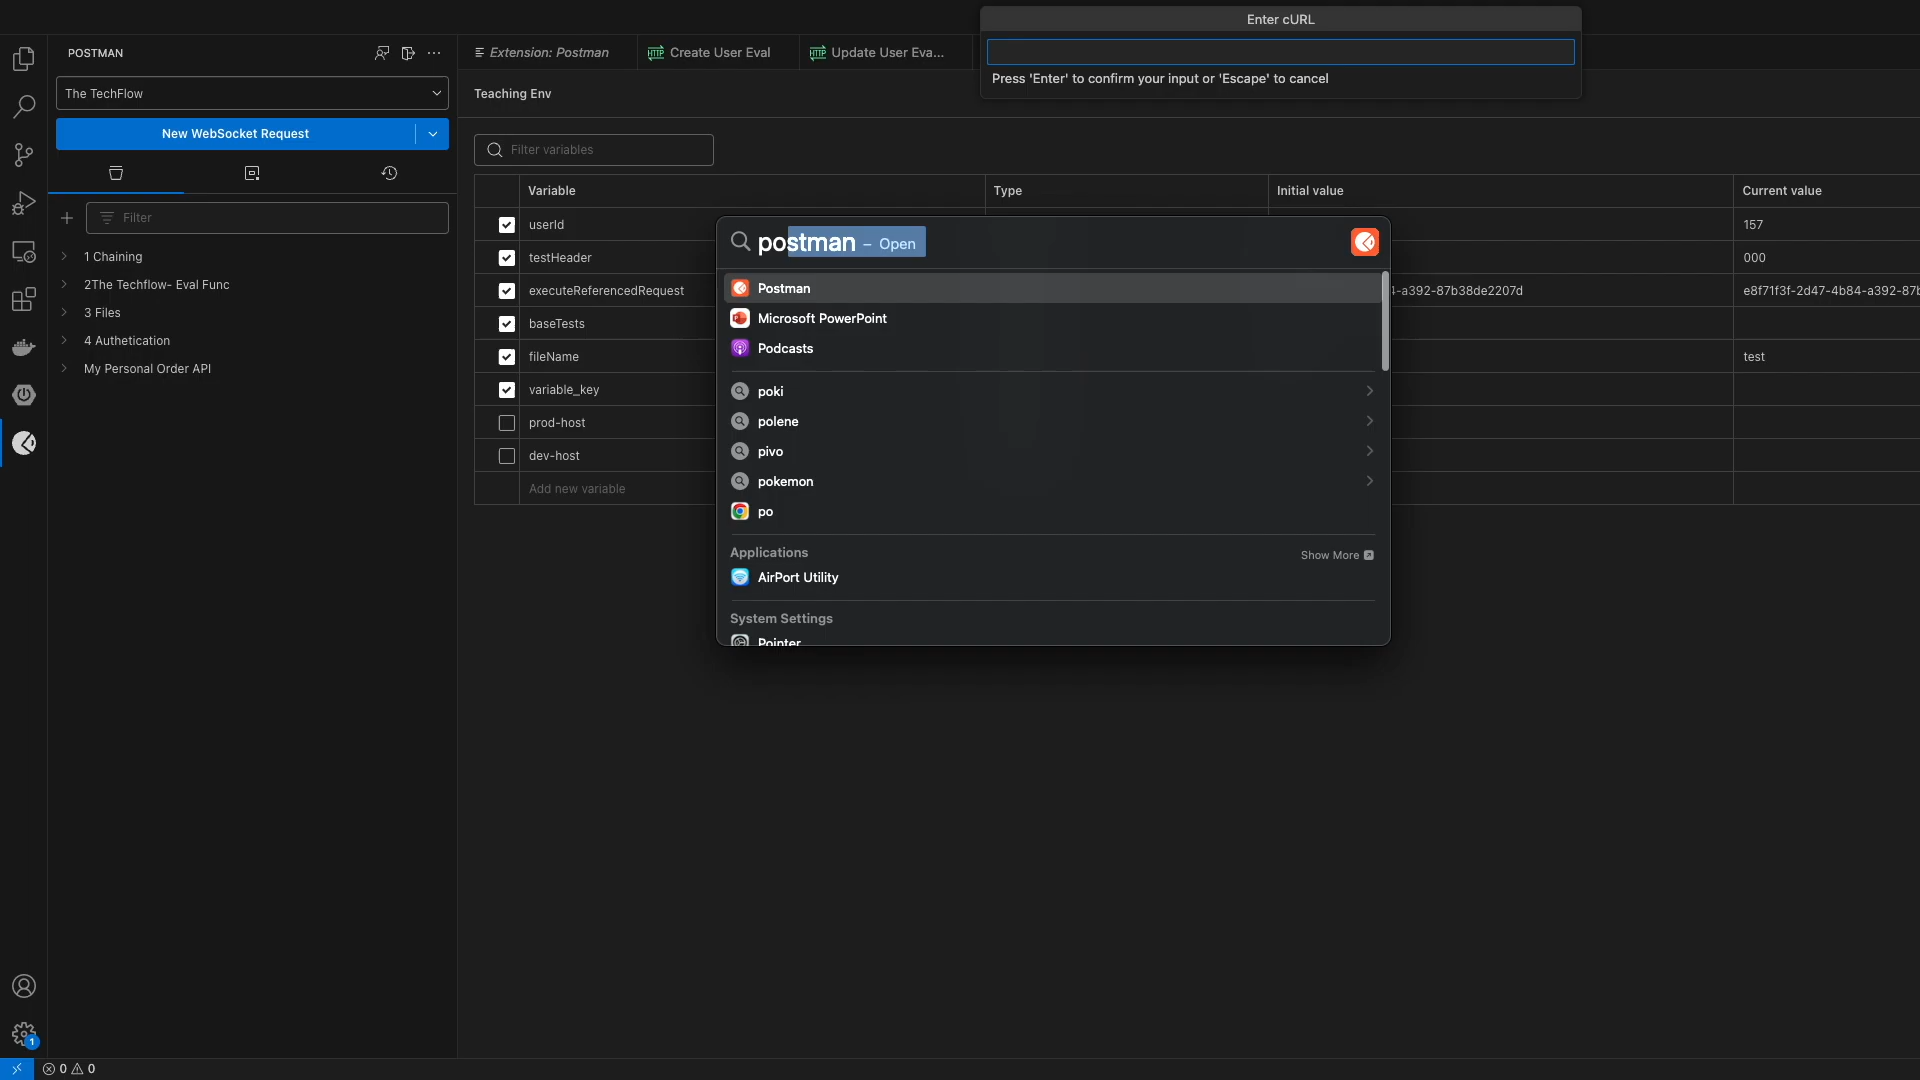 Enter cURL
Press 'Enter' to confirm your input or 'Escape' to cancel
POSTMAN
The TechFlow
New WebSocket Request
Filter
1 Chaining
2The Techflow- Eval Func
3 Files
4 Authetication
My Personal Order API
Extension: Postman
Create User Eval
Update User Eva...
Teaching Env
Filter variables
Variable Type Initial value Current value
userId 157
testHeader 000
executeReferencedRequest -a392-87b38de2207d e8f71f3f-2d47-4b84-a392-87b
baseTests
fileName test
variable_key
prod-host
dev-host
Add new variable
postman – Open
Postman
Microsoft PowerPoint
Podcasts
poki
polene
pivo
pokemon
po
Applications Show More
AirPort Utility
System Settings
Pointer
1
0 0